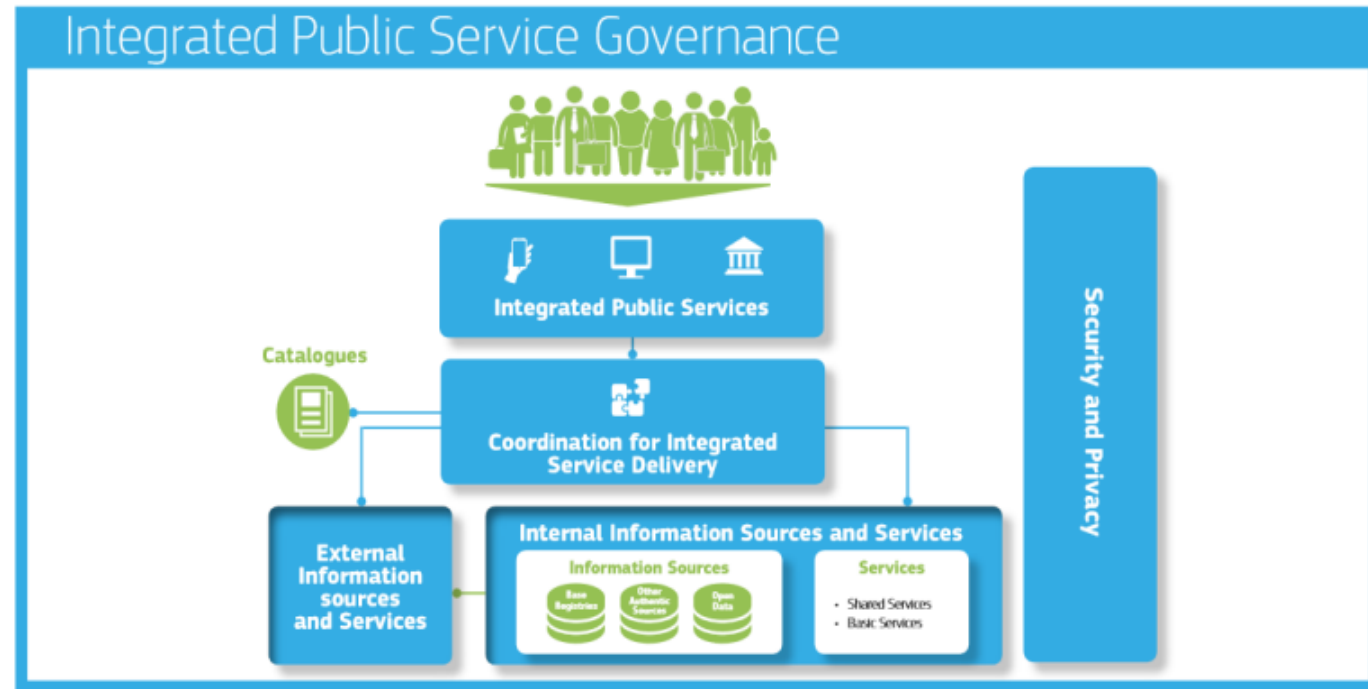 Integrated Public Service Governance
Integrated Public Services
Catalogues
Coordination for Integrated
Service Delivery
External
Information
sources
and Services
Internal Information Sources and Services
Information Sources
Base
Registries
Other
Authentic
Sources
Open
Data
Services
• Shared Services
• Basic Services
Security and Privacy